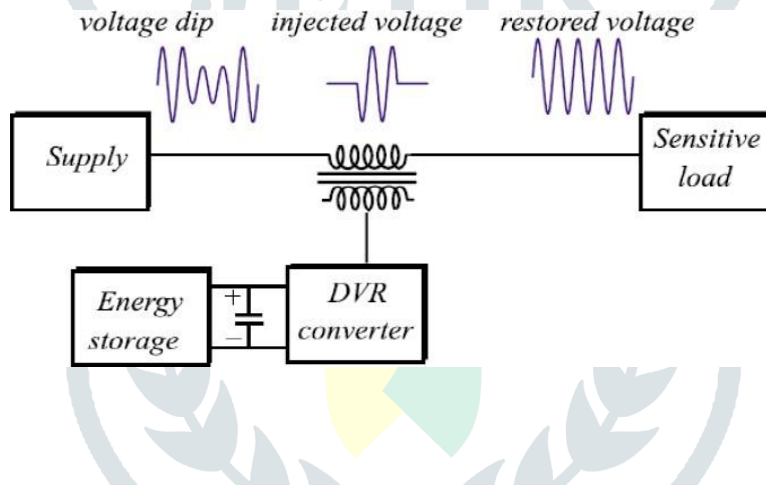 voltage dip injected voltage restored voltage
Supply
Sensitive
load
Energy
storage
+
−
DVR
converter